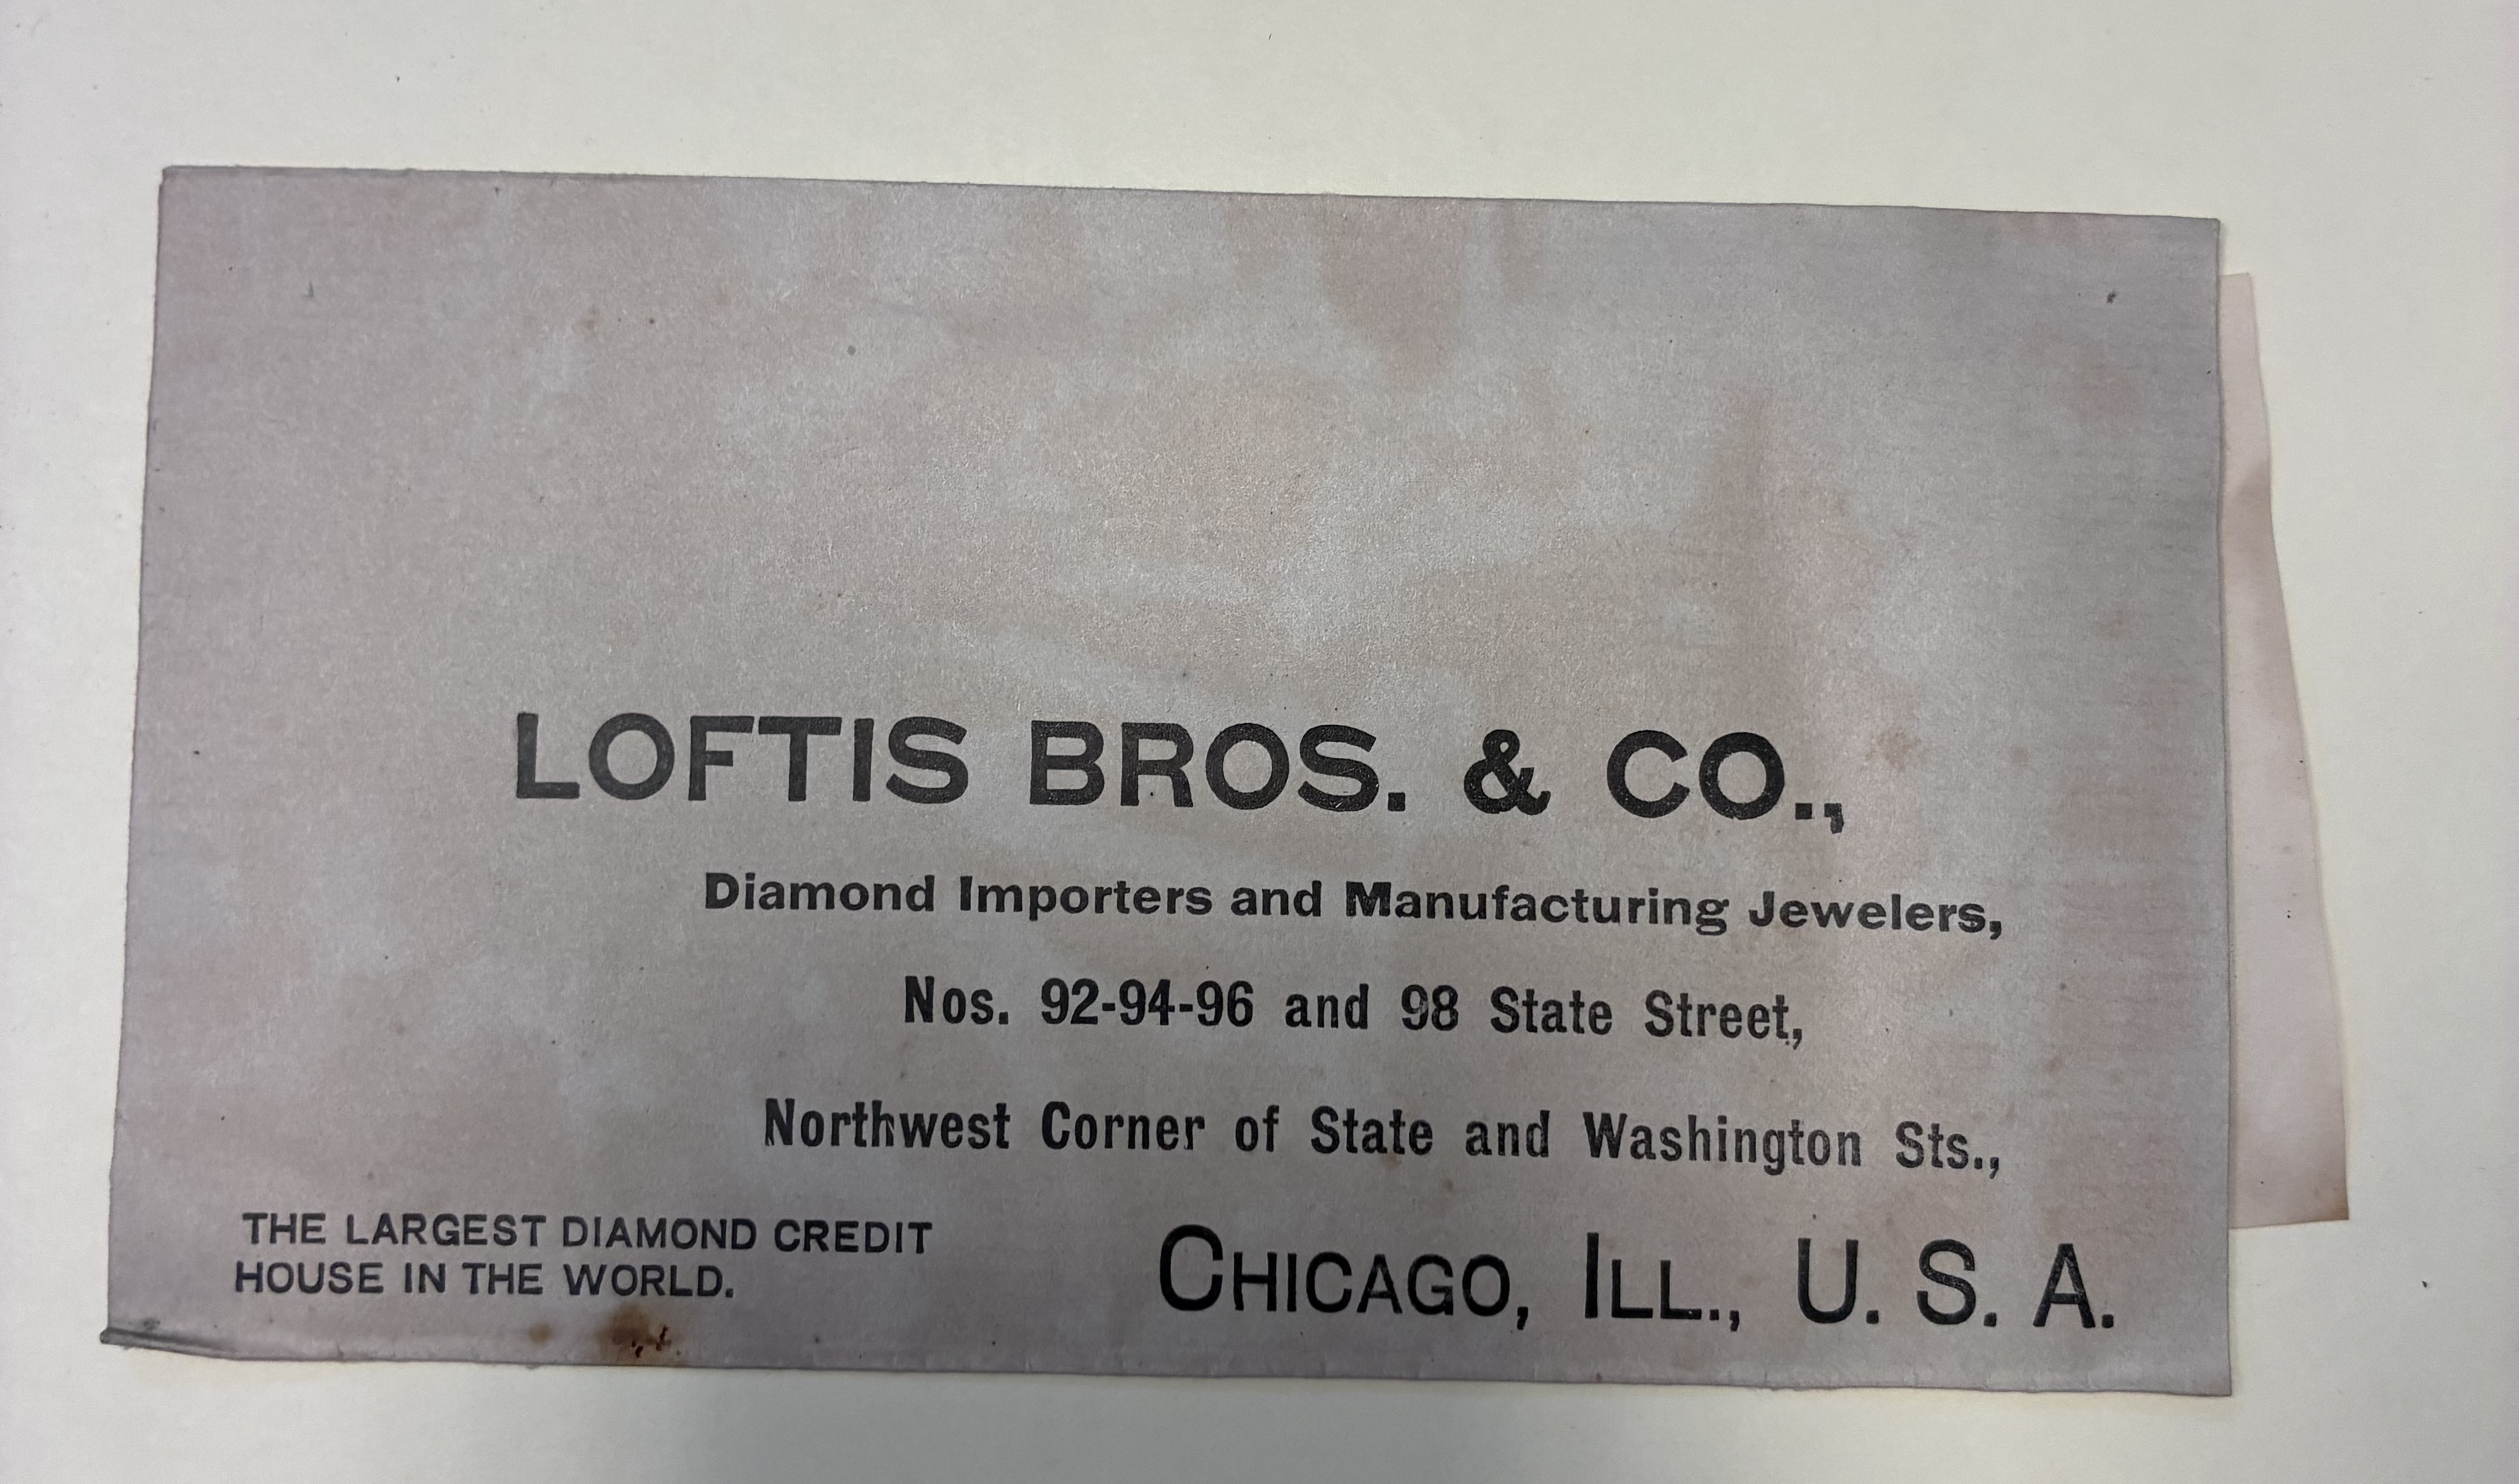 LOFTIS BROS. & CO.,
Diamond Importers and Manufacturing Jewelers,
Nos. 92-94-96 and 98 State Street,
Northwest Corner of State and Washington Sts.,
THE LARGEST DIAMOND CREDIT
HOUSE IN THE WORLD.
CHICAGO, ILL., U. S. A.